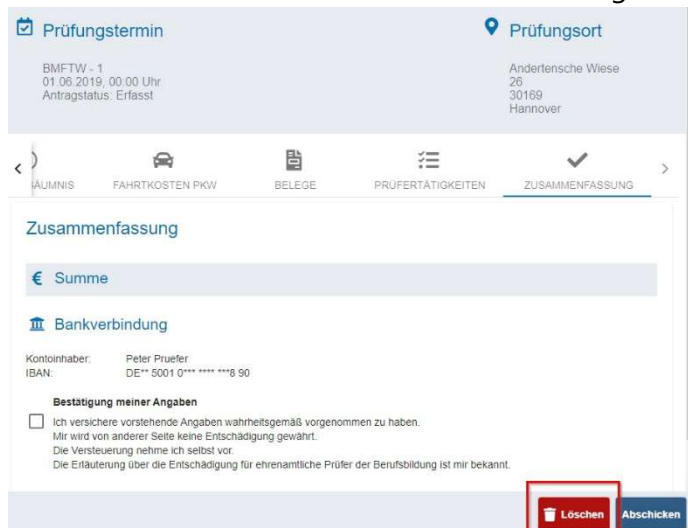 Prüfungstermin
Prüfungsort
BMFTW - 1
01.06.2019, 00:00 Uhr
Antragstatus: Erfasst
Andertensche Wiese
26
30169
Hannover
ÄUMNIS
FAHRTKOSTEN PKW
BELEGE
PRÜFERTÄTIGKEITEN
ZUSAMMENFASSUNG
Zusammenfassung
€ Summe
Bankverbindung
Kontoinhaber: Peter Pruefer
IBAN: DE** 5001 0*** **** ***8 90
Bestätigung meiner Angaben
Ich versichere vorstehende Angaben wahrheitsgemäß vorgenommen zu haben.
Mir wird von anderer Seite keine Entschädigung gewährt.
Die Versteuerung nehme ich selbst vor.
Die Erläuterung über die Entschädigung für ehrenamtliche Prüfer der Berufsbildung ist mir bekannt.
Löschen
Abschicken